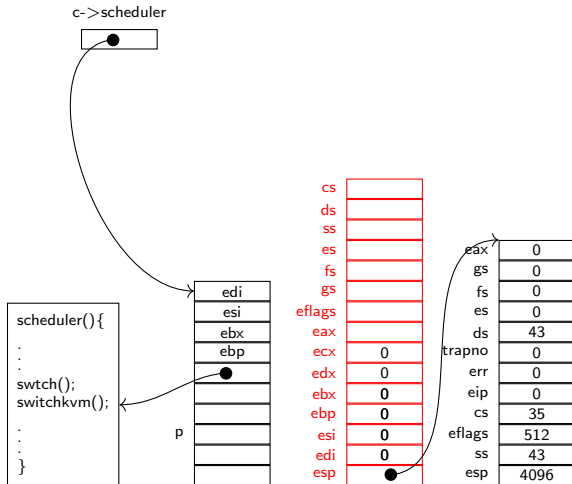 c->scheduler
scheduler(){
.
.
.
swtch();
switchkvm();
.
.
.
}
edi
esi
ebx
ebp
p
cs
ds
ss
es
fs
gs
eflags
eax
ecx 0
edx 0
ebx 0
ebp 0
esi 0
edi 0
esp
eax 0
gs 0
fs 0
es 0
ds 43
trapno 0
err 0
eip 0
cs 35
eflags 512
ss 43
esp 4096